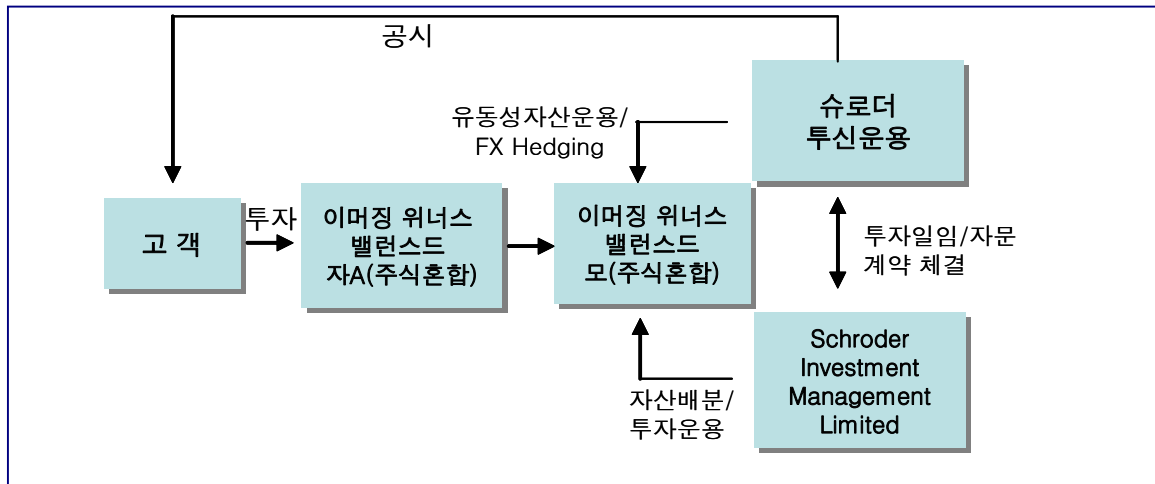 공시
슈로더
투신운용
유동성자산운용/
FX Hedging
고 객
투자
이머징 위너스
밸런스드
자A(주식혼합)
이머징 위너스
밸런스드
모(주식혼합)
투자일임/자문
계약 체결
Schroder
Investment
Management
Limited
자산배분/
투자운용